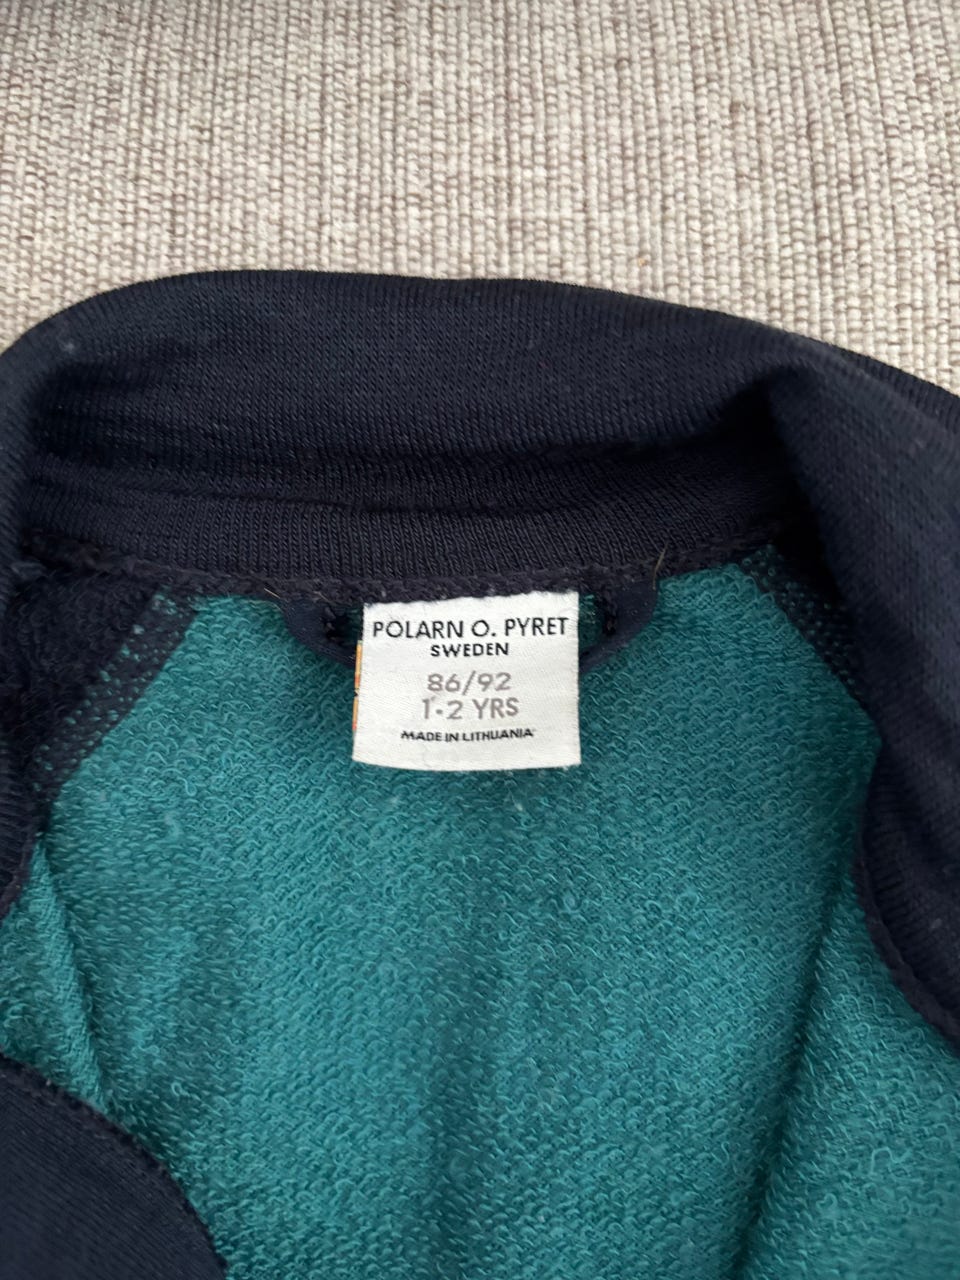 POLARN O. PYRET
SWEDEN
86/92
1-2 YRS
MADE IN LITHUANIA